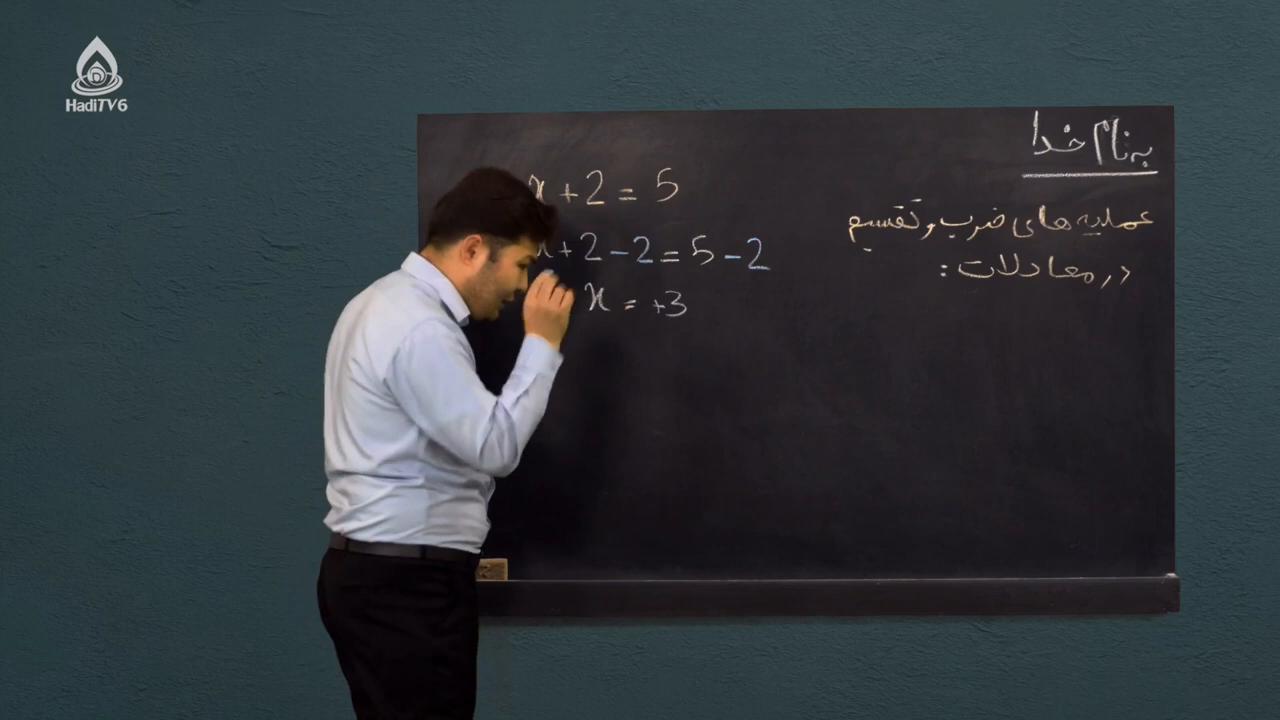 HadiTV6
به نام خدا
عملیه های ضرب و تقسیم
در معادلات:
x + 2 = 5
x + 2 - 2 = 5 - 2
x = +3